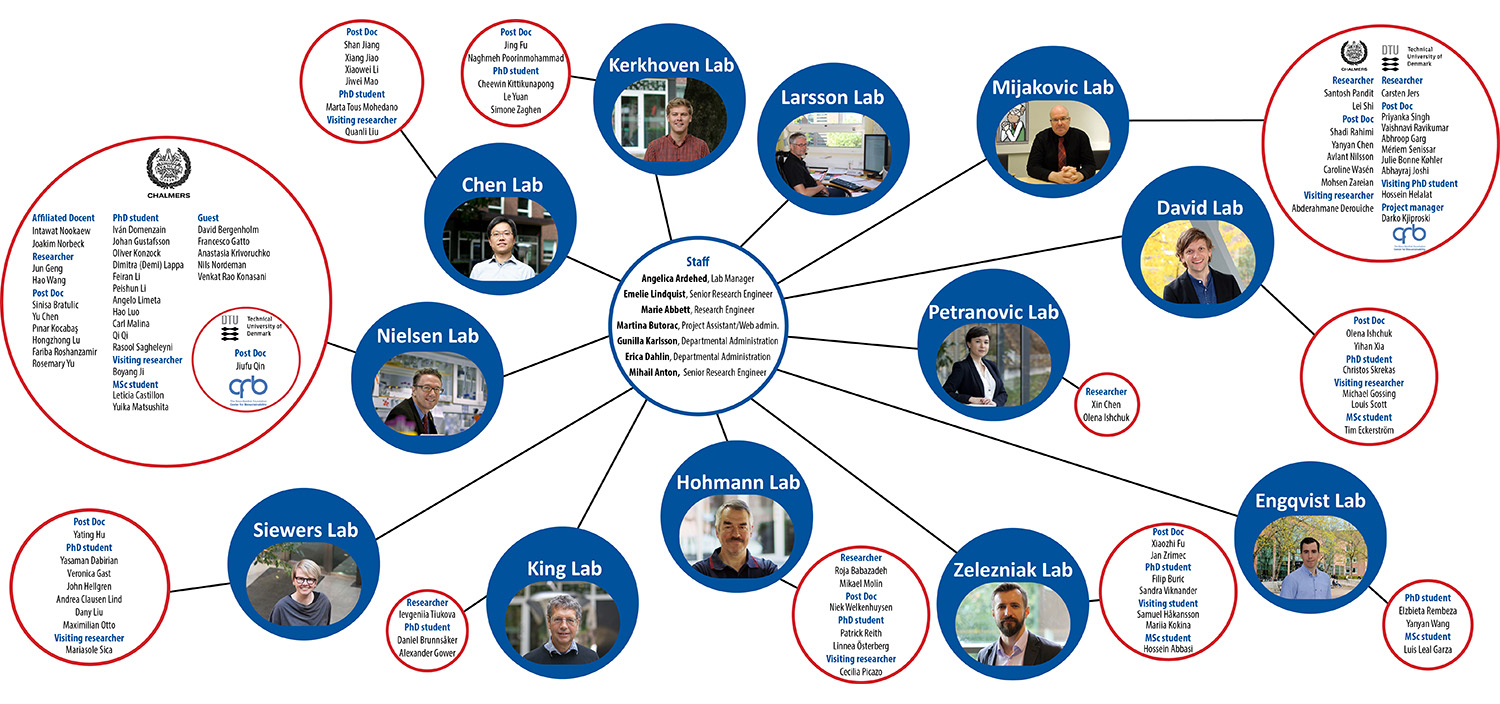 Post Doc
Shan Jiang
Xiang Jiao
Xiaowei Li
Jiwei Mao
PhD student
Marta Tous Mohedano
Visiting researcher
Quanli Liu
Chen Lab
Post Doc
Jing Fu
Naghmeh Poorinmohammad
PhD student
Cheewin Kittikunapong
Le Yuan
Simone Zaghen
Kerkhoven Lab
Larsson Lab
Mijakovic Lab
CHALMERS
Researcher
Santosh Pandit
Lei Shi
Post Doc
Shadi Rahimi
Yanyan Chen
Avlant Nilsson
Caroline Wasén
Mohsen Zareian
Visiting researcher
Abderahmane Derouiche
DTU
Technical
University of
Denmark
Researcher
Carsten Jers
Post Doc
Priyanka Singh
Vaishnavi Ravikumar
Abhroop Garg
Mériem Senissar
Julie Bonne Køhler
Abhayraj Joshi
Visiting PhD student
Hossein Helalat
Project manager
Darko Kjiproski
CHALMERS
Affiliated Docent
Intawat Nookaew
Joakim Norbeck
Researcher
Jun Geng
Hao Wang
Post Doc
Sinisa Bratulic
Yu Chen
Pınar Kocabaş
Hongzhong Lu
Fariba Roshanzamir
Rosemary Yu
PhD student
Iván Domenzain
Johan Gustafsson
Oliver Konzock
Dimitra (Demi) Lappa
Feiran Li
Peishun Li
Angelo Limeta
Hao Luo
Carl Malina
Qi Qi
Rasool Sagheleyni
Visiting researcher
Boyang Ji
MSc student
Letícia Castillon
Yuika Matsushita
Guest
David Bergenholm
Francesco Gatto
Anastasia Krivoruchko
Nils Nordeman
Venkat Rao Konasani
DTU
Technical
University of
Denmark
Post Doc
Jiufu Qin
Nielsen Lab
Staff
Angelica Ardehed, Lab Manager
Emelie Lindquist, Senior Research Engineer
Marie Abbett, Research Engineer
Martina Butorac, Project Assistant/Web admin.
Gunilla Karlsson, Departmental Administration
Erica Dahlin, Departmental Administration
Mihail Anton, Senior Research Engineer
David Lab
Post Doc
Olena Ishchuk
Yihan Xia
PhD student
Christos Skrekas
Visiting researcher
Michael Gossing
Louis Scott
MSc student
Tim Eckerström
Petranovic Lab
Researcher
Xin Chen
Olena Ishchuk
Post Doc
Yating Hu
PhD student
Yasaman Dabirian
Veronica Gast
John Hellgren
Andrea Clausen Lind
Dany Liu
Maximilian Otto
Visiting researcher
Mariasole Sica
Siewers Lab
Researcher
Ievgeniia Tiukova
PhD student
Daniel Brunnsåker
Alexander Gower
King Lab
Hohmann Lab
Researcher
Roja Babazadeh
Mikael Molin
Post Doc
Niek Welkenhuysen
PhD student
Patrick Reith
Linnea Österberg
Visiting researcher
Cecilia Picazo
Zelezniak Lab
Post Doc
Xiaozhi Fu
Jan Zrimec
PhD student
Filip Buric
Sandra Viknander
Visiting student
Samuel Håkansson
Mariia Kokina
MSc student
Hossein Abbasi
Engqvist Lab
PhD student
Elzbieta Rembeza
Yanyan Wang
MSc student
Luis Leal Garza